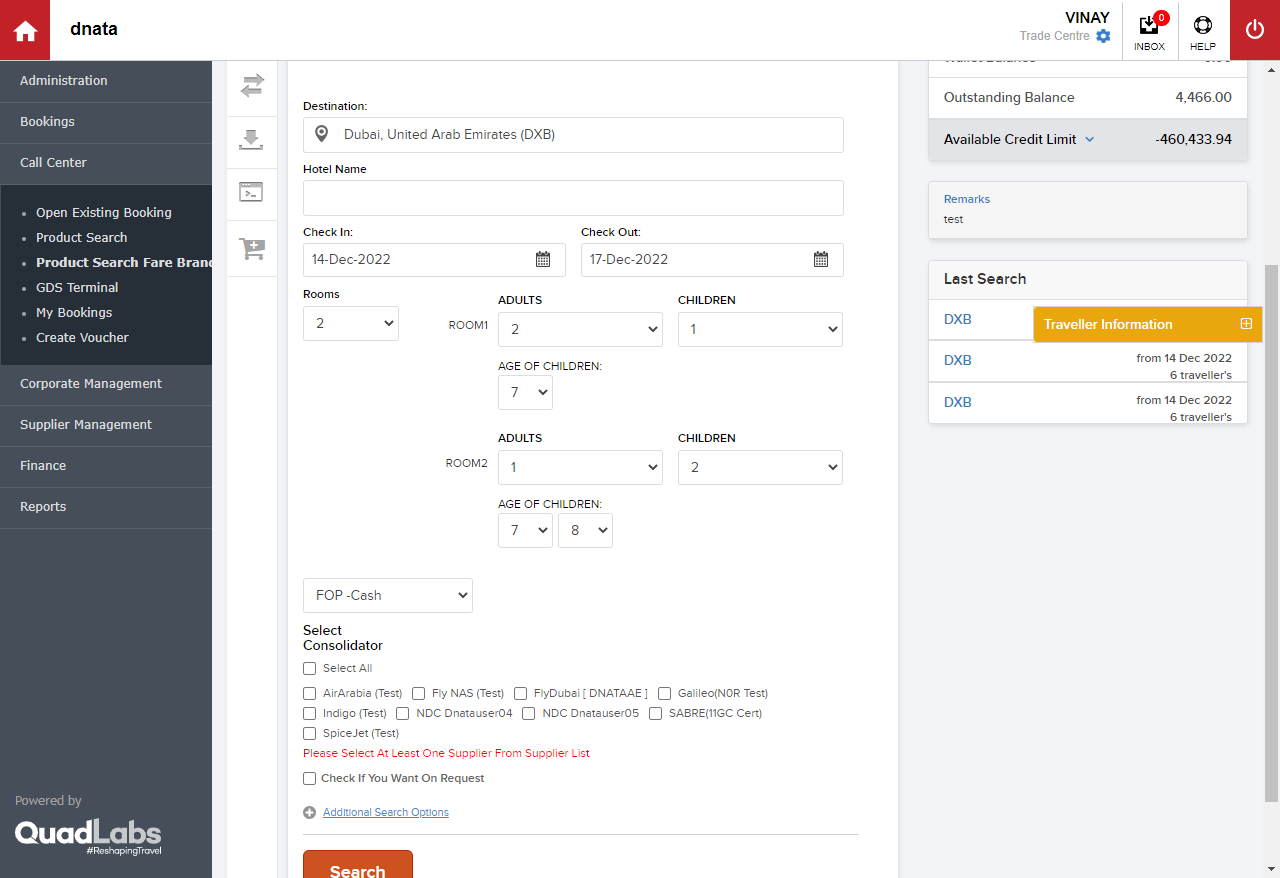 dnata
VINAY
Trade Centre
0
INBOX
HELP
Administration
Bookings
Call Center
Open Existing Booking
Product Search
Product Search Fare Brand
GDS Terminal
My Bookings
Create Voucher
Corporate Management
Supplier Management
Finance
Reports
Powered by
QuadLabs
#ReshapingTravel
Destination:
Dubai, United Arab Emirates (DXB)
Hotel Name
Check In: Check Out:
14-Dec-2022 17-Dec-2022
Rooms
2
ADULTS CHILDREN
ROOM1 2 1
AGE OF CHILDREN:
7
ADULTS CHILDREN
ROOM2 1 2
AGE OF CHILDREN:
7 8
FOP -Cash
Select
Consolidator
Select All
AirArabia (Test) Fly NAS (Test) FlyDubai [ DNATAAE ] Galileo(N0R Test)
Indigo (Test) NDC Dnatauser04 NDC Dnatauser05 SABRE(11GC Cert)
SpiceJet (Test)
Please Select At Least One Supplier From Supplier List
Check If You Want On Request
Additional Search Options
Search
Wallet Balance 0.00
Outstanding Balance 4,466.00
Available Credit Limit -460,433.94
Remarks
test
Last Search
DXB
Traveller Information
DXB from 14 Dec 2022
6 traveller's
DXB from 14 Dec 2022
6 traveller's